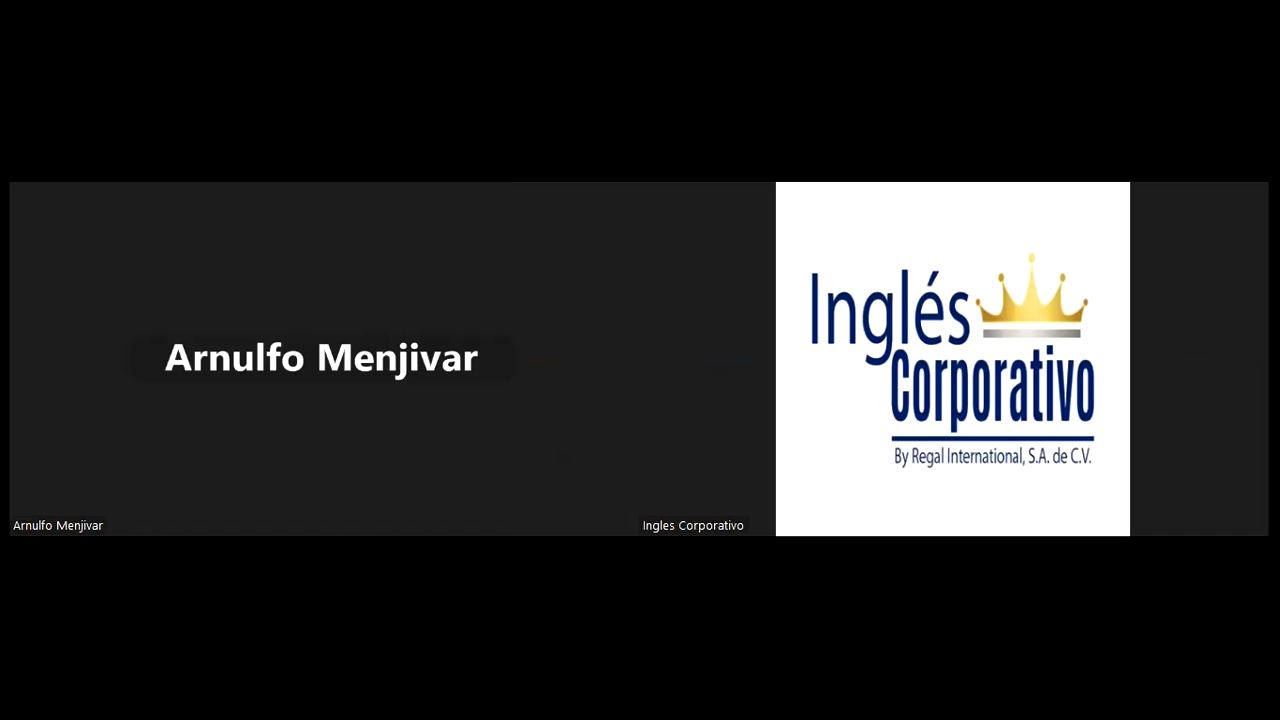 Arnulfo Menjivar
Arnulfo Menjivar
Ingles Corporativo
Inglés
Corporativo
By Regal International, S.A. de C.V.